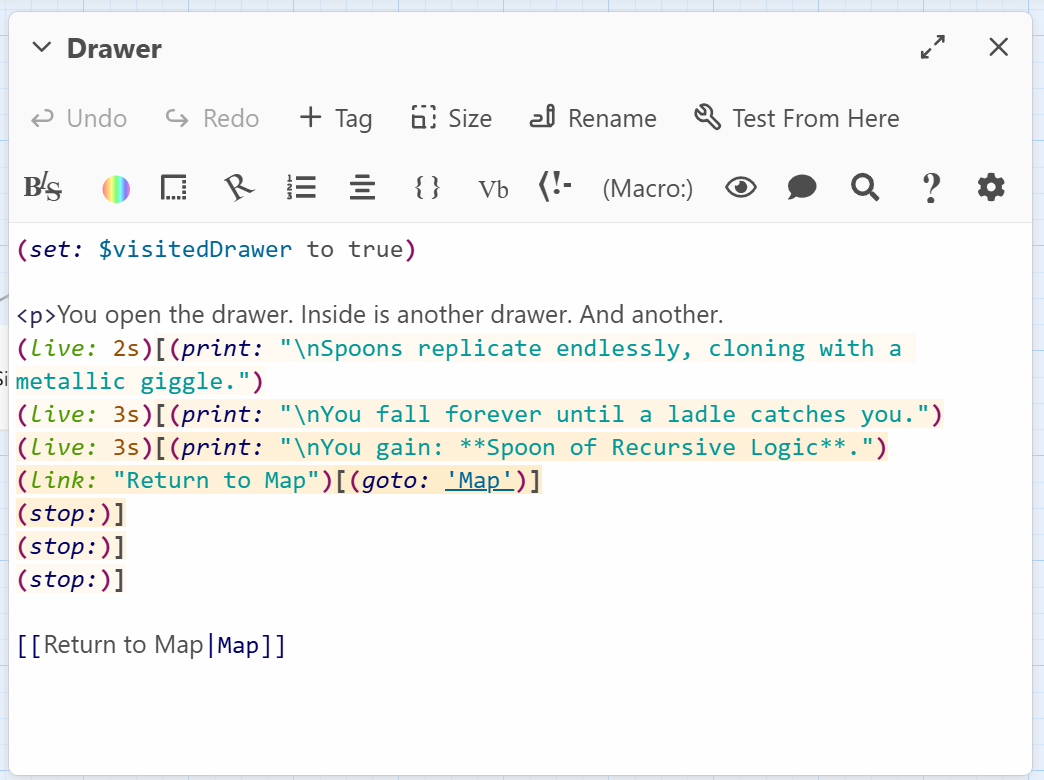 Drawer
Undo Redo + Tag Size Rename Test From Here
BIS { } Vb (!- (Macro:) ?
(set: $visitedDrawer to true)
<p>You open the drawer. Inside is another drawer. And another.
(live: 2s)[(print: "\nSpoons replicate endlessly, cloning with a
metallic giggle.")
(live: 3s)[(print: "\nYou fall forever until a ladle catches you.")
(live: 3s)[(print: "\nYou gain: **Spoon of Recursive Logic**.")
(link: "Return to Map")[(goto: 'Map')]
(stop:)]
(stop:)]
(stop:)]
[[Return to Map|Map]]